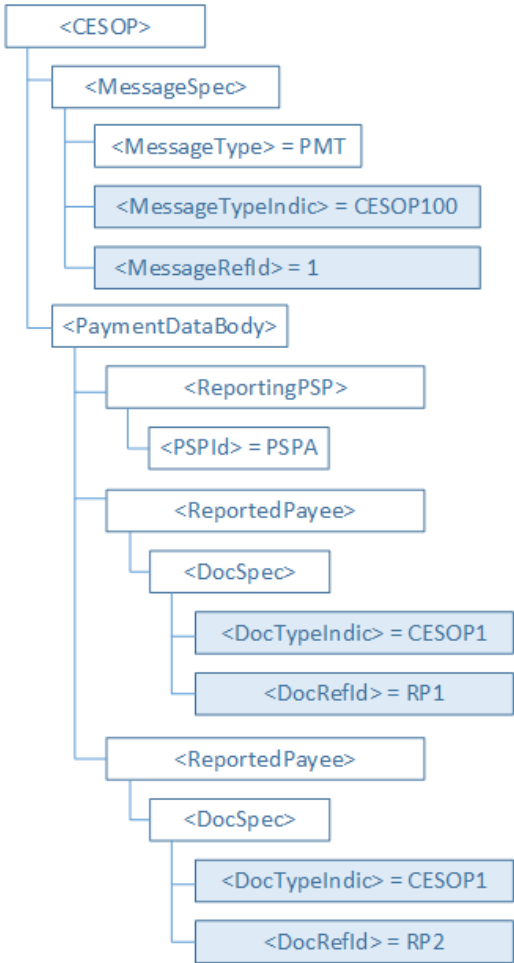 <CESOP>
<MessageSpec>
<MessageType> = PMT
<MessageTypeIndic> = CESOP100
<MessageRefId> = 1
<PaymentDataBody>
<ReportingPSP>
<PSPId> = PSPA
<ReportedPayee>
<DocSpec>
<DocTypeIndic> = CESOP1
<DocRefId> = RP1
<ReportedPayee>
<DocSpec>
<DocTypeIndic> = CESOP1
<DocRefId> = RP2